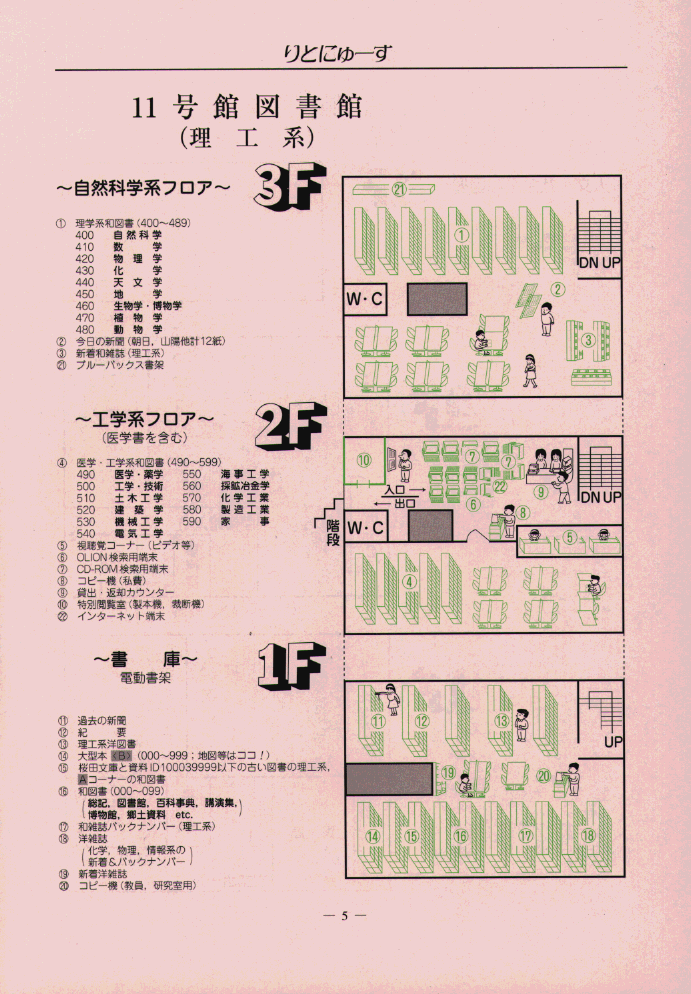 りとにゅーす
11号館図書館
(理工系)
～自然科学系フロアー～
3F
① 理学系和図書(400～489)
400 自然科学
410 数学
420 物理学
430 化学
440 天文学
450 地学
460 生物学・博物学
470 植物学
480 動物学
② 今日の新聞(朝日，山陽他計12紙)
③ 新着和雑誌(理工系)
㉑ ブルーバックス書架
㉑
①
DN UP
W・C
②
③
～工学系フロアー～
(医学書を含む)
2F
④ 医学・工学系和図書(490～599)
490 医学・薬学 550 海事工学
500 工学・技術 560 採鉱冶金学
510 土木工学 570 化学工業
520 建築学 580 製造工業
530 機械工学 590 家事
540 電気工学
⑤ 視聴覚コーナー(ビデオ等)
⑥ OLION検索用端末
⑦ CD-ROM検索用端末
⑧ コピー機(私費)
⑨ 貸出・返却カウンター
⑩ 特別閲覧室(製本機，裁断機)
㉒ インターネット端末
⑩
⑦
⑦
㉒
⑨
DN UP
入口
出口
⑥
⑧
階段
W・C
⑤
④
～書庫～
電動書架
1F
⑪ 過去の新聞
⑫ 紀要
⑬ 理工系洋図書
⑭ 大型本《B》(000～999；地図等はココ！)
⑮ 桜田文庫と資料ID100039999以下の古い図書の理工系，
Aコーナーの和図書
⑯ 和図書(000～099)
(総記，図書館，百科事典，講演集，
博物館，郷土資料 etc.)
⑰ 和雑誌バックナンバー(理工系)
⑱ 洋雑誌
(化学，物理，情報系の
新着＆バックナンバー)
⑲ 新着洋雑誌
⑳ コピー機(教員，研究室用)
⑪
⑫
⑬
UP
⑲
⑳
⑭
⑮
⑯
⑰
⑱
— 5 —